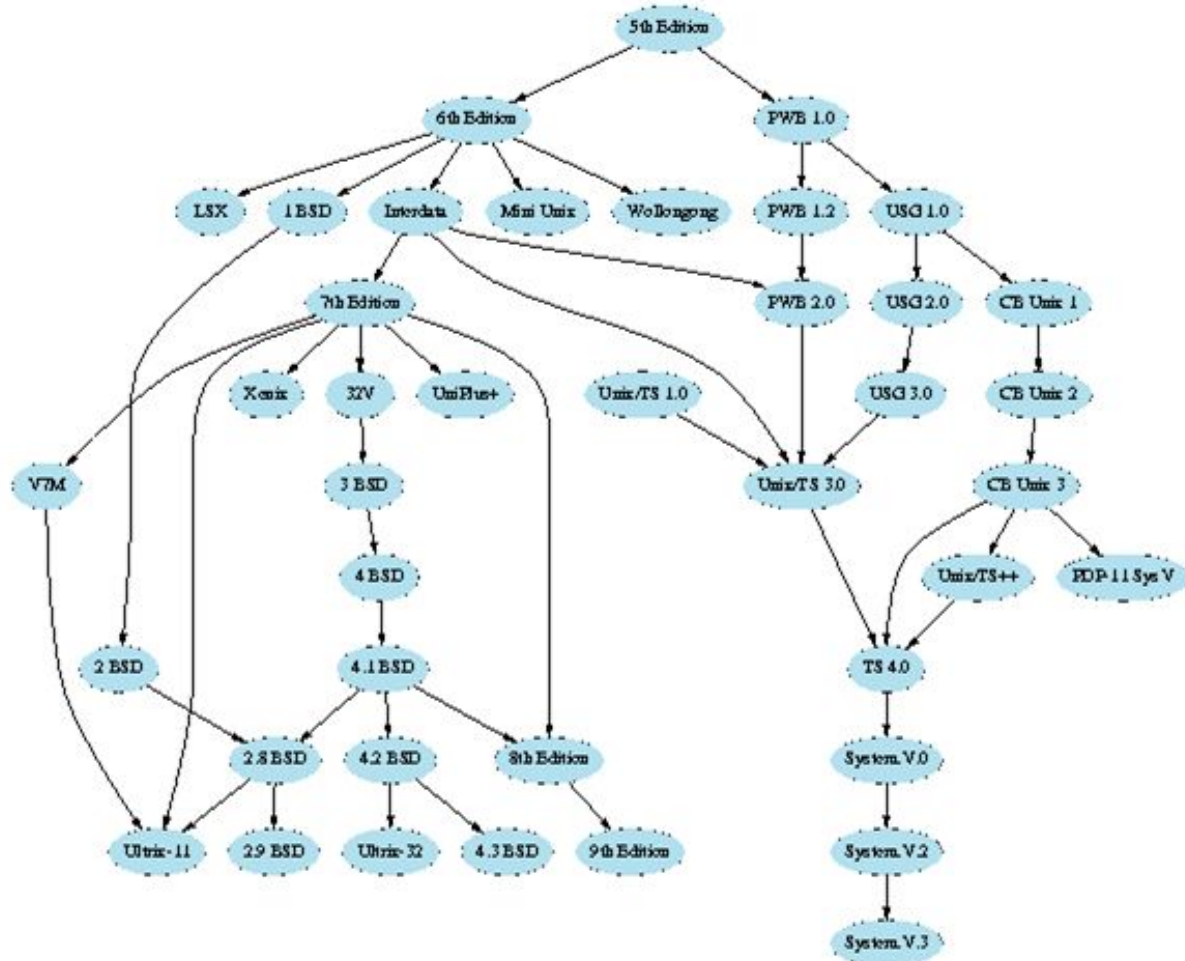 5th Edition
6th Edition
PWB 1.0
LSX
1 BSD
Interdata
Mini Unix
Wollongong
PWB 1.2
USG 1.0
7th Edition
PWB 2.0
USG 2.0
CB Unix 1
Xenix
32V
UniPlus+
Unix/TS 1.0
USG 3.0
CB Unix 2
V7M
3 BSD
Unix/TS 3.0
CB Unix 3
4 BSD
Unix/TS++
PDP-11 Sys V
2 BSD
4.1 BSD
TS 4.0
2.8 BSD
4.2 BSD
8th Edition
System V.0
Ultrix-11
2.9 BSD
Ultrix-32
4.3 BSD
9th Edition
System V.2
System V.3